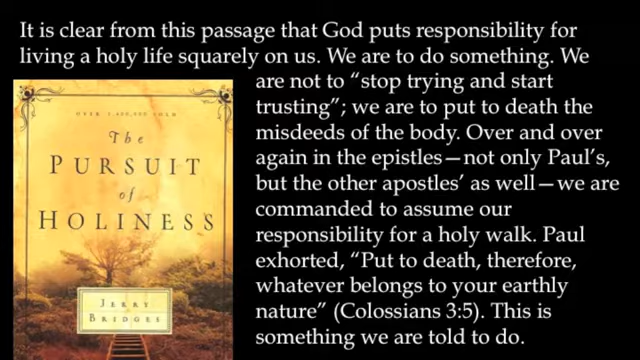 It is clear from this passage that God puts responsibility for
living a holy life squarely on us. We are to do something. We
are not to “stop trying and start
trusting”; we are to put to death the
misdeeds of the body. Over and over
again in the epistles—not only Paul’s,
but the other apostles’ as well—we are
commanded to assume our
responsibility for a holy walk. Paul
exhorted, “Put to death, therefore,
whatever belongs to your earthly
nature” (Colossians 3:5). This is
something we are told to do.
The
PURSUIT
of
HOLINESS
JERRY
BRIDGES